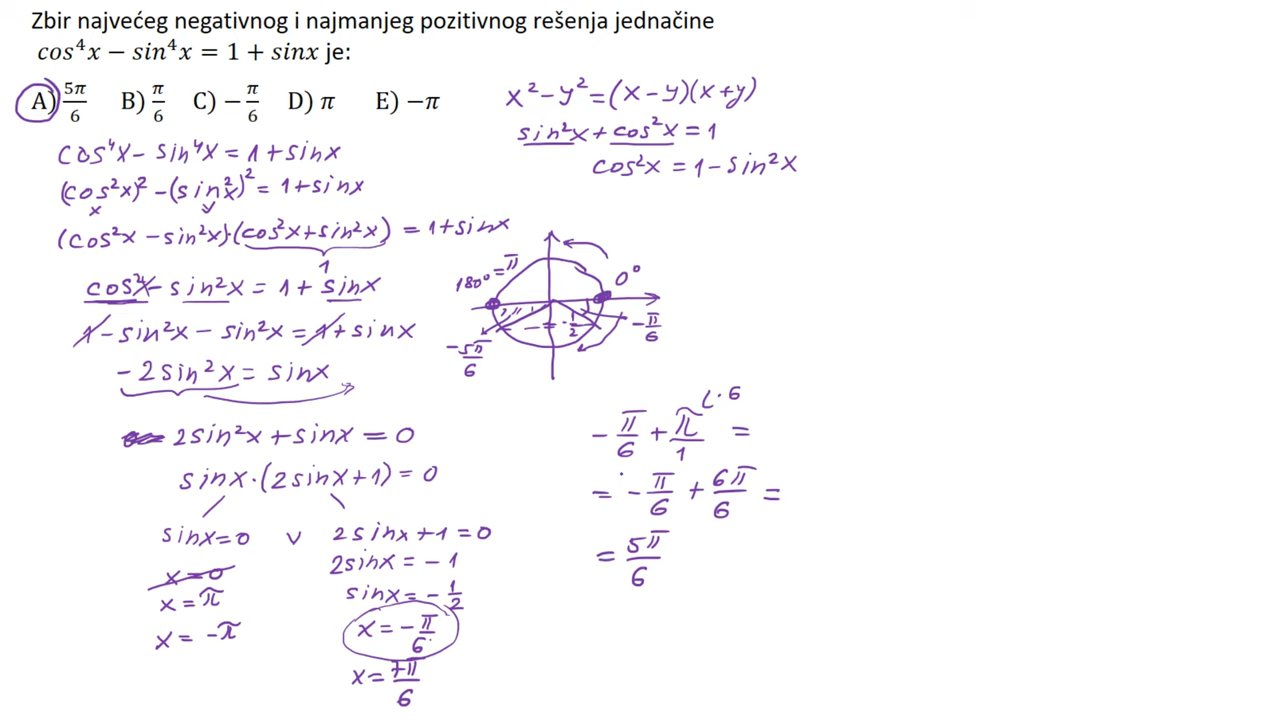 Zbir najvećeg negativnog i najmanjeg pozitivnog rešenja jednačine
cos⁴x − sin⁴x = 1 + sinx je:
A) 5π/6 B) π/6 C) −π/6 D) π E) −π
x² − y² = (x − y)(x + y)
sin²x + cos²x = 1
cos²x = 1 − sin²x
cos⁴x − sin⁴x = 1 + sinx
(cos²x)² − (sin²x)² = 1 + sinx
x y
(cos²x − sin²x)·(cos²x + sin²x) = 1 + sinx
1
cos²x − sin²x = 1 + sinx
1 − sin²x − sin²x = 1 + sinx
−2sin²x = sinx
2sin²x + sinx = 0
sinx·(2sinx + 1) = 0
sinx = 0 ∨ 2sinx + 1 = 0
x = 0
x = π
x = −π
2sinx = −1
sinx = −1/2
x = −π/6
x = 7π/6
180° = π
0°
−1/2
−π/6
−5π/6
−π/6 + π/1 = (·6
= −π/6 + 6π/6 =
= 5π/6